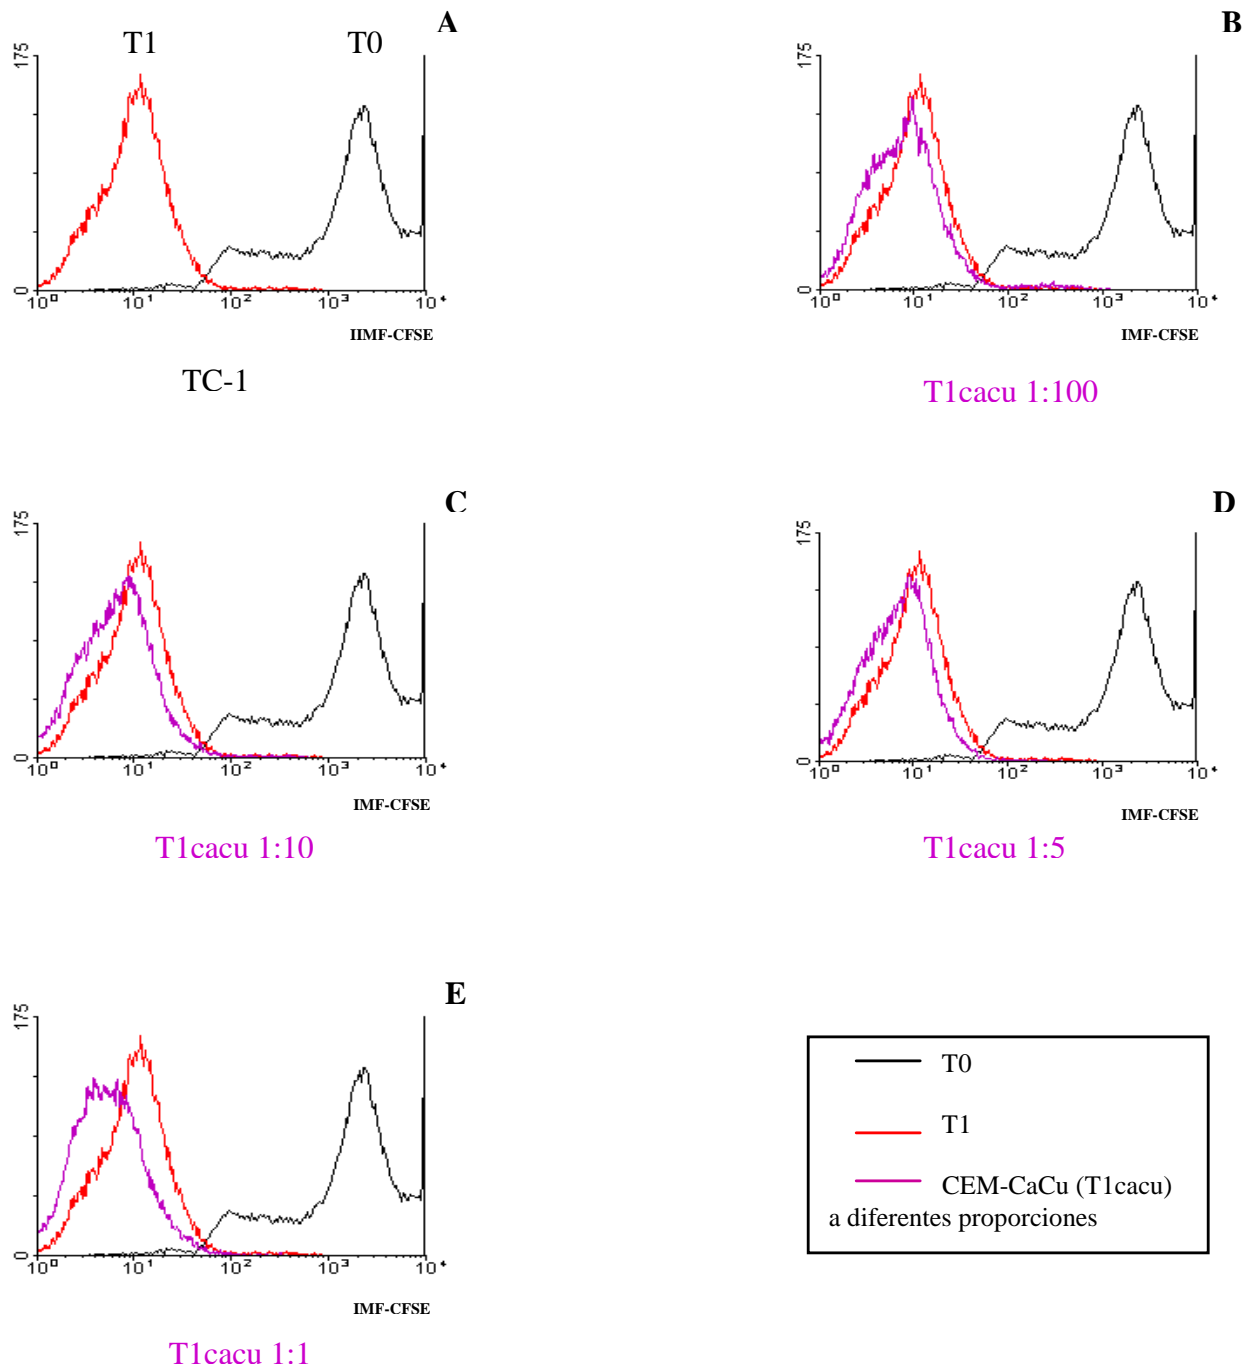 A
B
T1
T0
175
0
10⁰
10¹
10²
10³
10⁴
IIMF-CFSE
TC-1
175
0
10⁰
10¹
10²
10³
10⁴
IMF-CFSE
T1cacu 1:100
C
D
175
0
10⁰
10¹
10²
10³
10⁴
IMF-CFSE
T1cacu 1:10
175
0
10⁰
10¹
10²
10³
10⁴
IMF-CFSE
T1cacu 1:5
E
175
0
10⁰
10¹
10²
10³
10⁴
IMF-CFSE
T1cacu 1:1
T0
T1
CEM-CaCu (T1cacu)
a diferentes proporciones